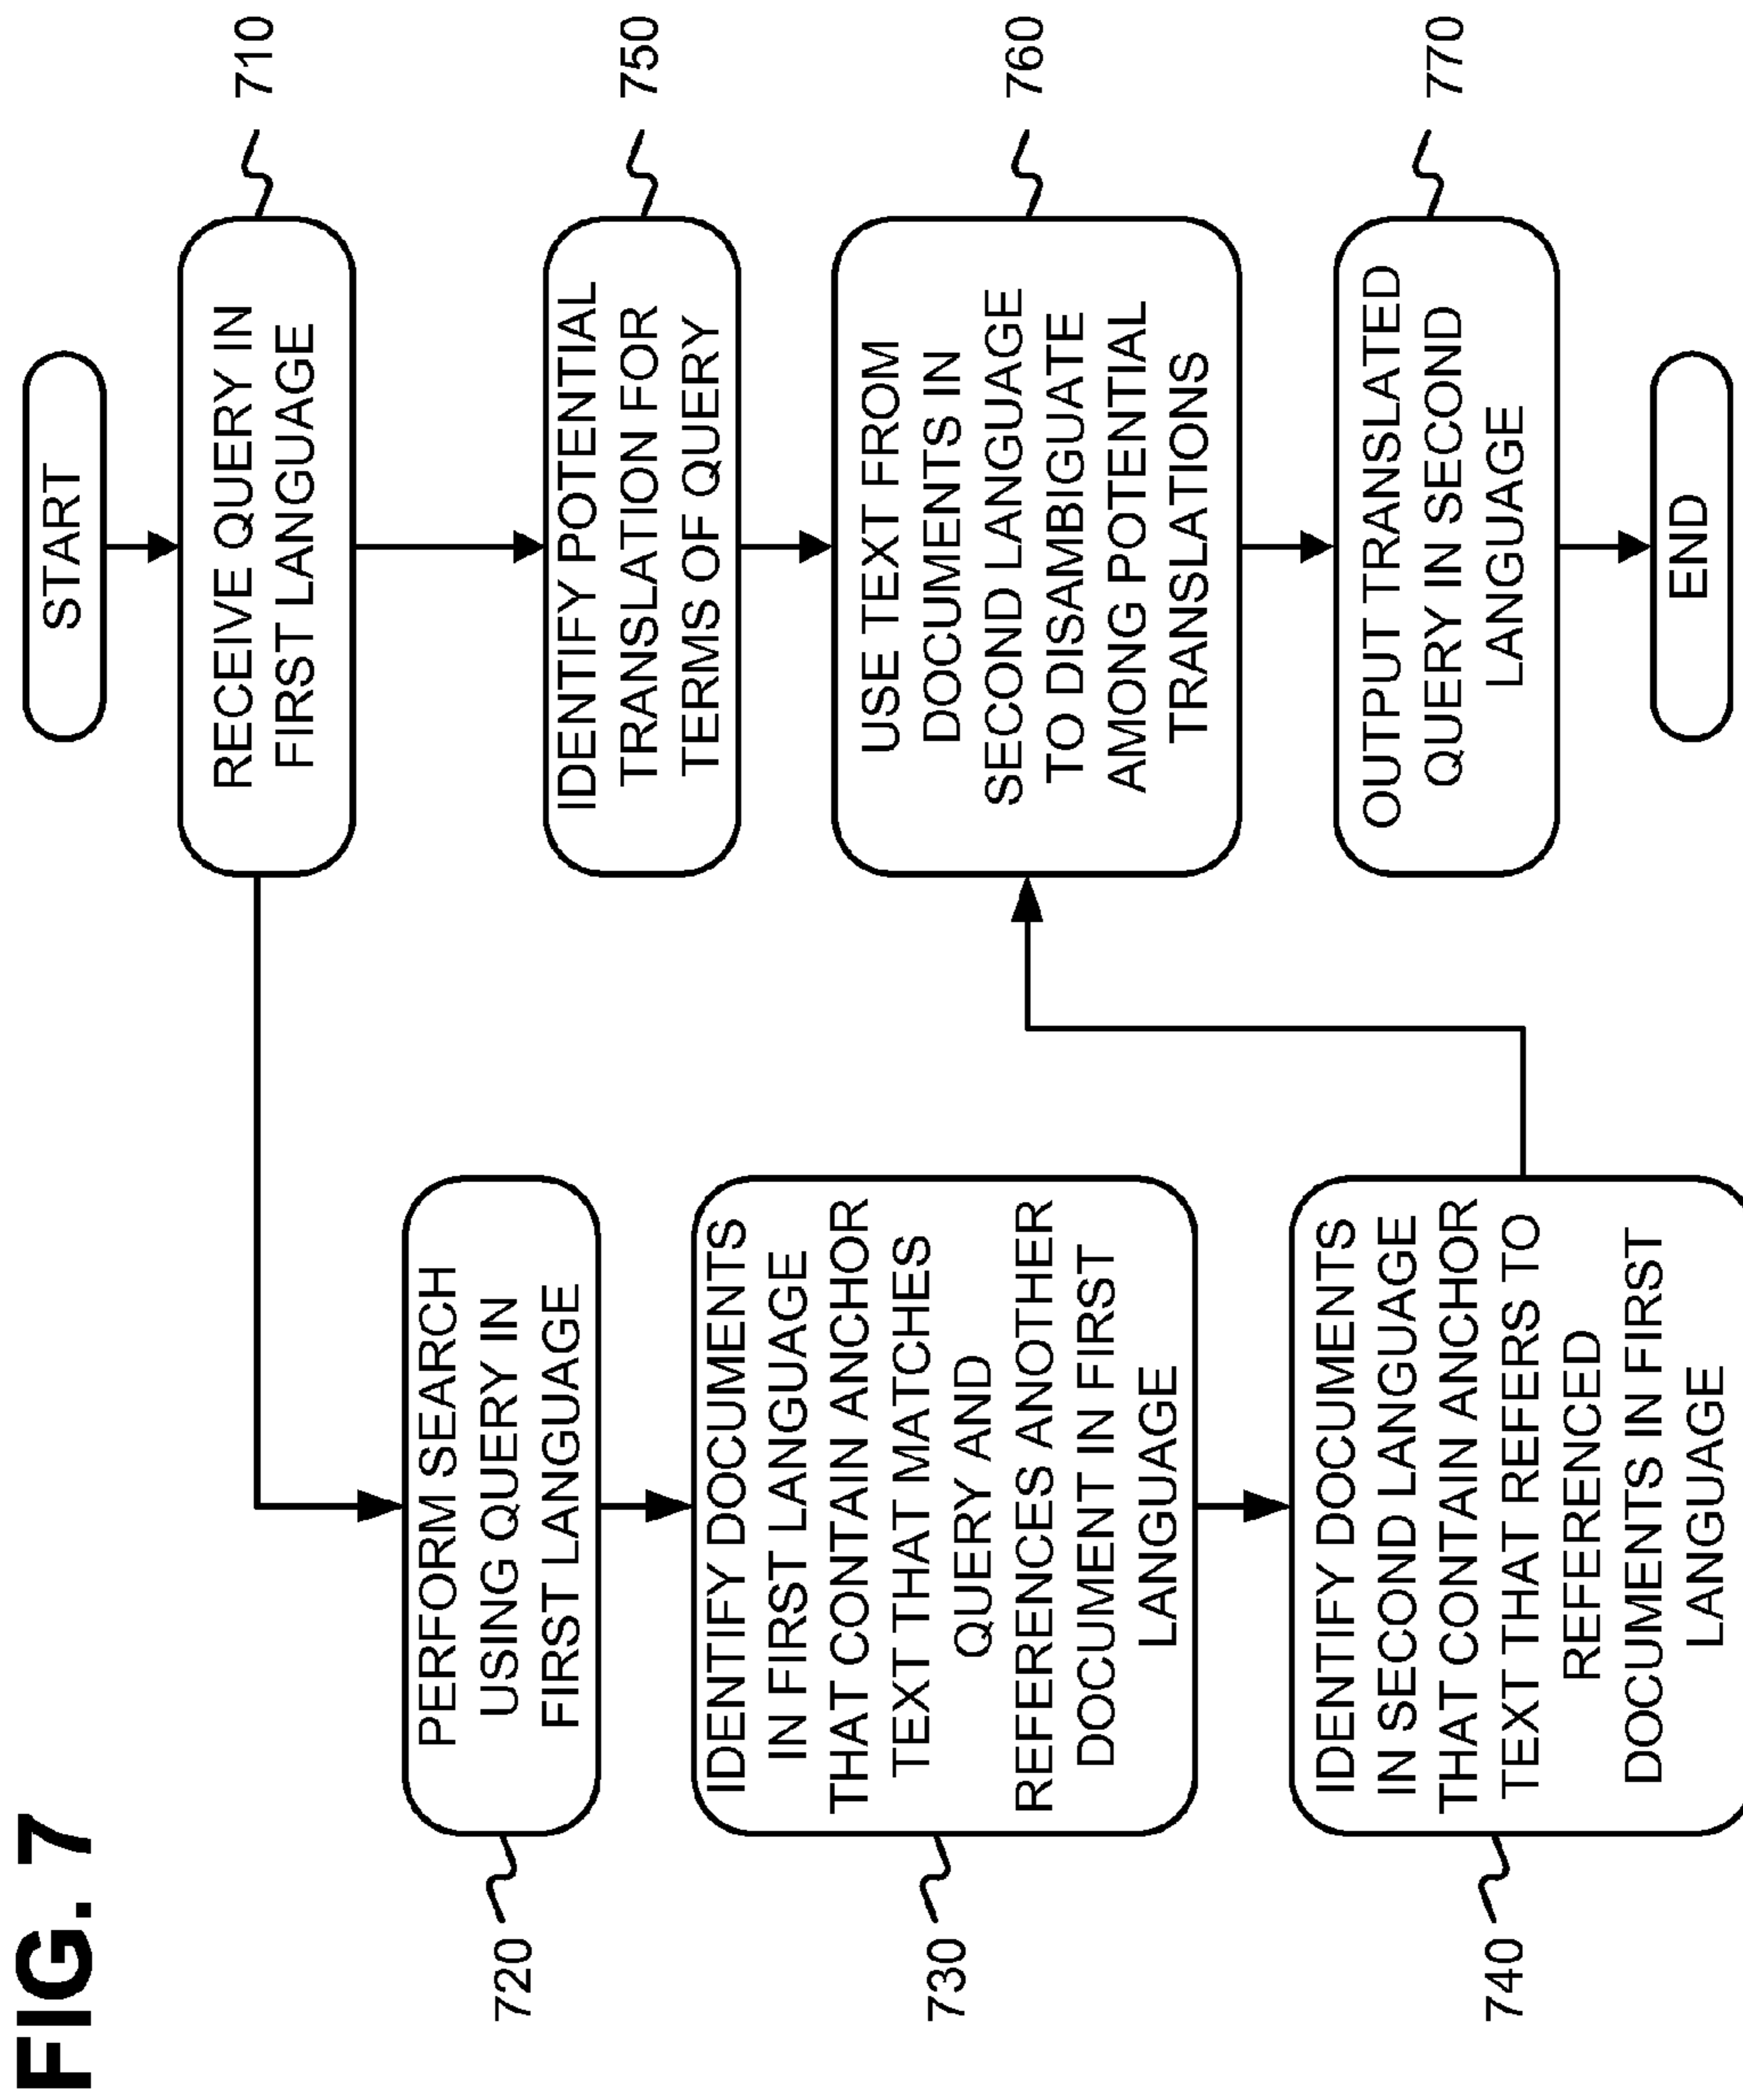 FIG. 7
START
RECEIVE QUERY IN
FIRST LANGUAGE
710
PERFORM SEARCH
USING QUERY IN
FIRST LANGUAGE
720
IDENTIFY DOCUMENTS
IN FIRST LANGUAGE
THAT CONTAIN ANCHOR
TEXT THAT MATCHES
QUERY AND
REFERENCES ANOTHER
DOCUMENT IN FIRST
LANGUAGE
730
IDENTIFY DOCUMENTS
IN SECOND LANGUAGE
THAT CONTAIN ANCHOR
TEXT THAT REFERS TO
REFERENCED
DOCUMENTS IN FIRST
LANGUAGE
740
IDENTIFY POTENTIAL
TRANSLATION FOR
TERMS OF QUERY
750
USE TEXT FROM
DOCUMENTS IN
SECOND LANGUAGE
TO DISAMBIGUATE
AMONG POTENTIAL
TRANSLATIONS
760
OUTPUT TRANSLATED
QUERY IN SECOND
LANGUAGE
770
END